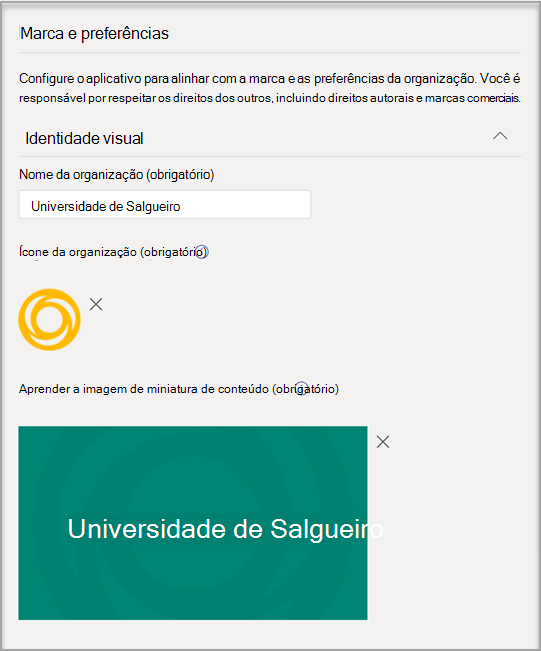 Marca e preferências
Configure o aplicativo para alinhar com a marca e as preferências da organização. Você é
responsável por respeitar os direitos dos outros, incluindo direitos autorais e marcas comerciais.
Identidade visual
Nome da organização (obrigatório)
Universidade de Salgueiro
Ícone da organização (obrigatório)
Aprender a imagem de miniatura de conteúdo (obrigatório)
Universidade de Salgueiro